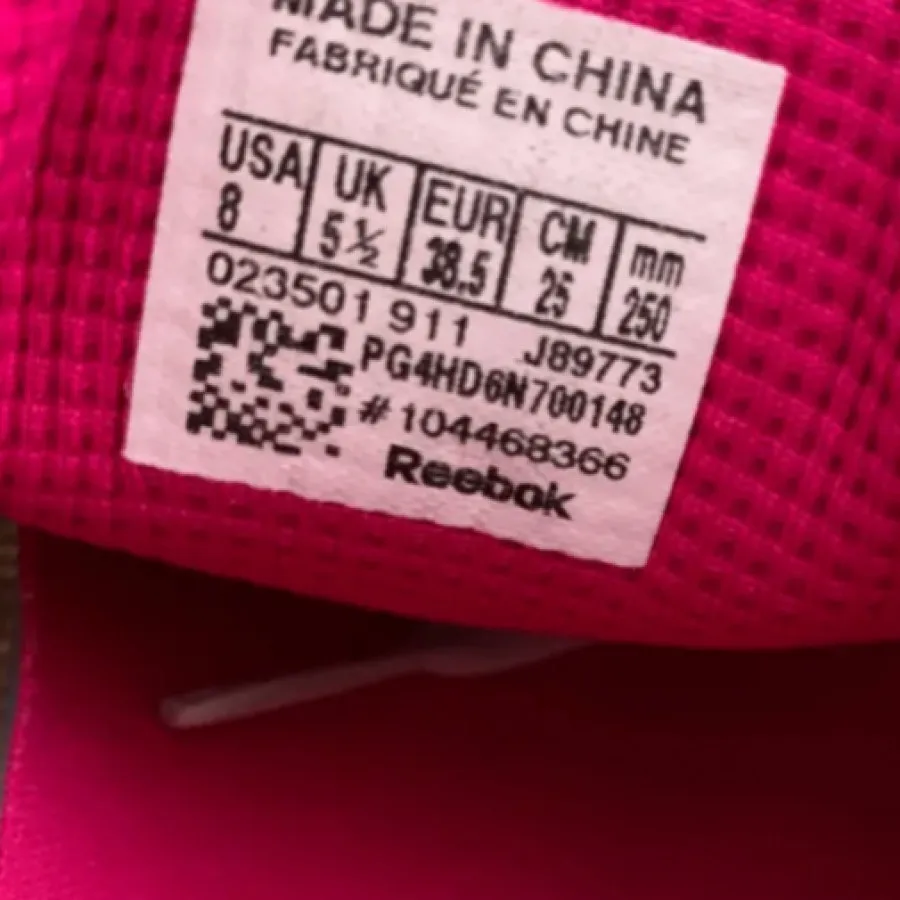 MADE IN CHINA
FABRIQUÉ EN CHINE
USA UK EUR CM mm
8 5½ 38.5 25 250
023501 911 J89773
PG4HD6N700148
# 104468366
Reebok